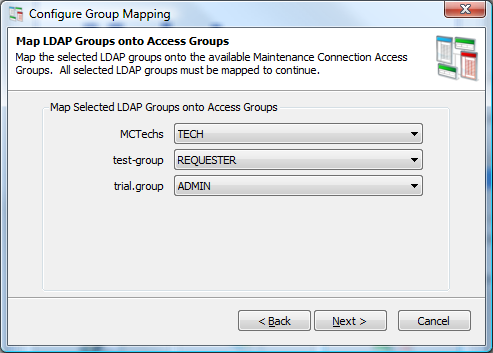 Configure Group Mapping
Map LDAP Groups onto Access Groups
Map the selected LDAP groups onto the available Maintenance Connection Access
Groups. All selected LDAP groups must be mapped to continue.
Map Selected LDAP Groups onto Access Groups
MCTechs TECH
test-group REQUESTER
trial.group ADMIN
< Back Next > Cancel